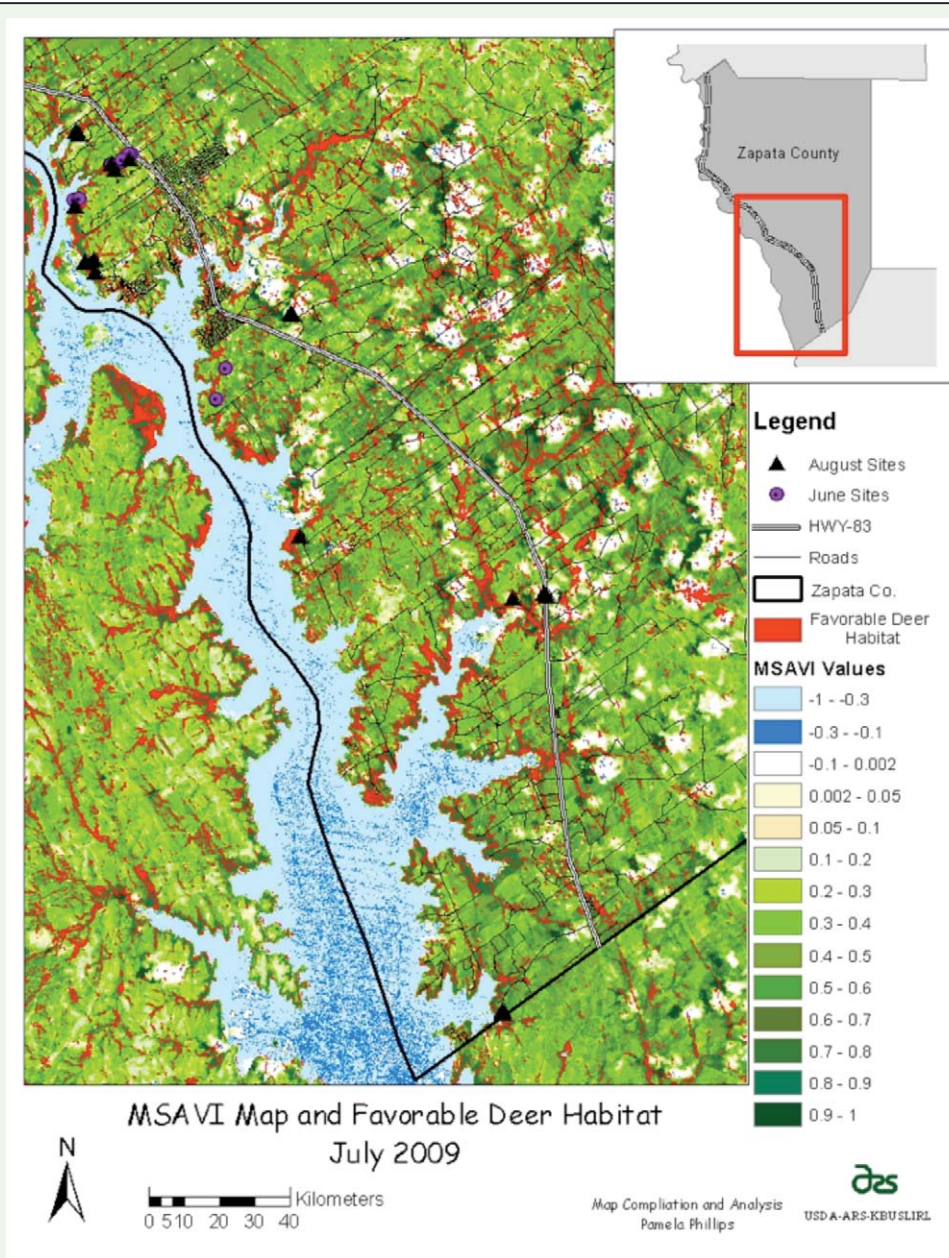 Zapata County
Legend
August Sites
June Sites
HWY-83
Roads
Zapata Co.
Favorable Deer
Habitat
MSAVI Values
-1 - -0.3
-0.3 - -0.1
-0.1 - 0.002
0.002 - 0.05
0.05 - 0.1
0.1 - 0.2
0.2 - 0.3
0.3 - 0.4
0.4 - 0.5
0.5 - 0.6
0.6 - 0.7
0.7 - 0.8
0.8 - 0.9
0.9 - 1
MSAVI Map and Favorable Deer Habitat
July 2009
N
Kilometers
0 5 10 20 30 40
Map Compliation and Analysis
Pamela Phillips
ars
USDA-ARS-KBUSLIRL